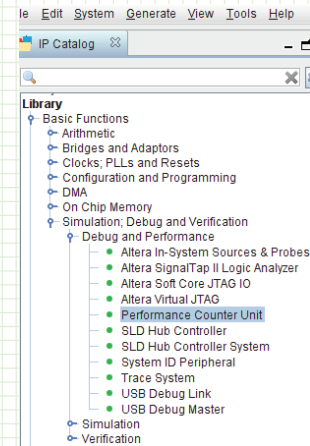 le Edit System Generate View Tools Help
IP Catalog
Library
Basic Functions
Arithmetic
Bridges and Adaptors
Clocks; PLLs and Resets
Configuration and Programming
DMA
On Chip Memory
Simulation; Debug and Verification
Debug and Performance
Altera In-System Sources & Probes
Altera SignalTap II Logic Analyzer
Altera Soft Core JTAG IO
Altera Virtual JTAG
Performance Counter Unit
SLD Hub Controller
SLD Hub Controller System
System ID Peripheral
Trace System
USB Debug Link
USB Debug Master
Simulation
Verification